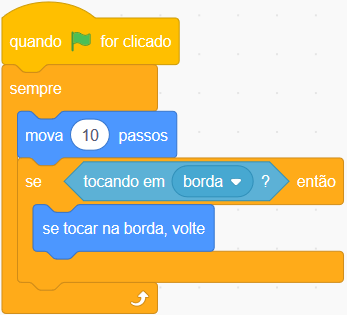 quando for clicado
sempre
mova 10 passos
se tocando em borda ? então
se tocar na borda, volte